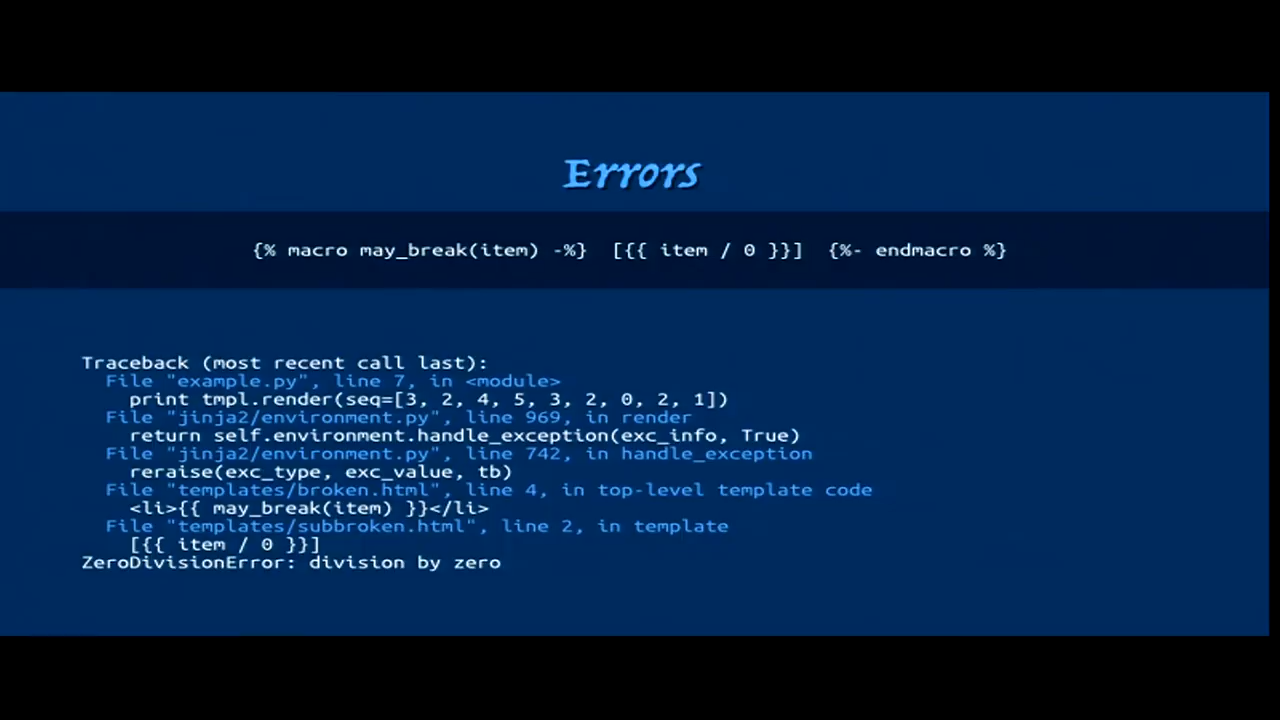 Errors
{% macro may_break(item) -%}  [{{ item / 0 }}]  {%- endmacro %}
Traceback (most recent call last):
  File "example.py", line 7, in <module>
    print tmpl.render(seq=[3, 2, 4, 5, 3, 2, 0, 2, 1])
  File "jinja2/environment.py", line 969, in render
    return self.environment.handle_exception(exc_info, True)
  File "jinja2/environment.py", line 742, in handle_exception
    reraise(exc_type, exc_value, tb)
  File "templates/broken.html", line 4, in top-level template code
    <li>{{ may_break(item) }}</li>
  File "templates/subbroken.html", line 2, in template
    [{{ item / 0 }}]
ZeroDivisionError: division by zero